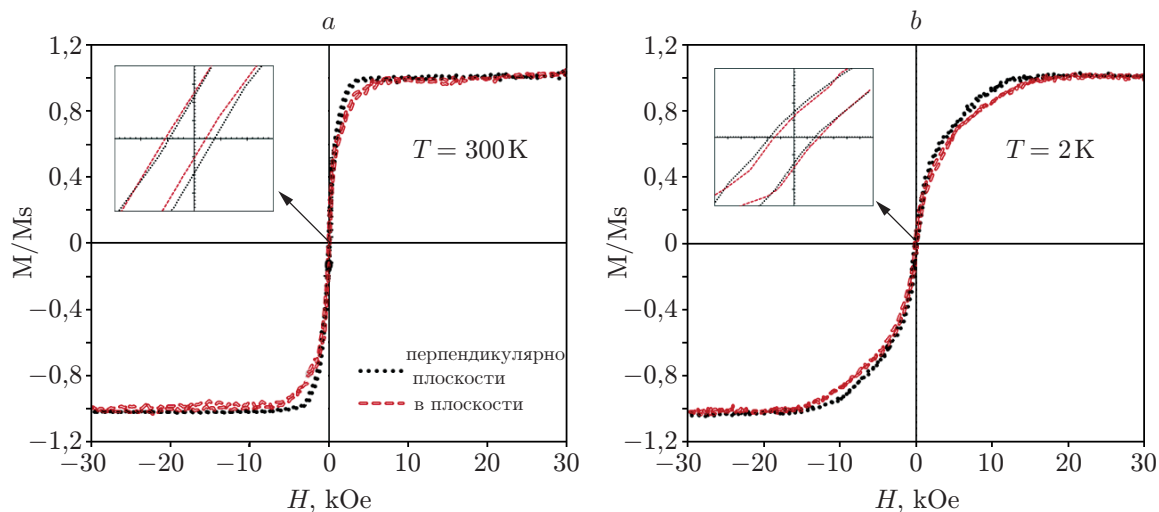 a
1,2
0,8
0,4
0
−0,4
−0,8
−1,2
M/Ms
T = 300 K
перпендикулярно
плоскости
в плоскости
−30
−20
−10
0
10
20
30
H, kOe
b
1,2
0,8
0,4
0
−0,4
−0,8
−1,2
M/Ms
T = 2 K
−30
−20
−10
0
10
20
30
H, kOe